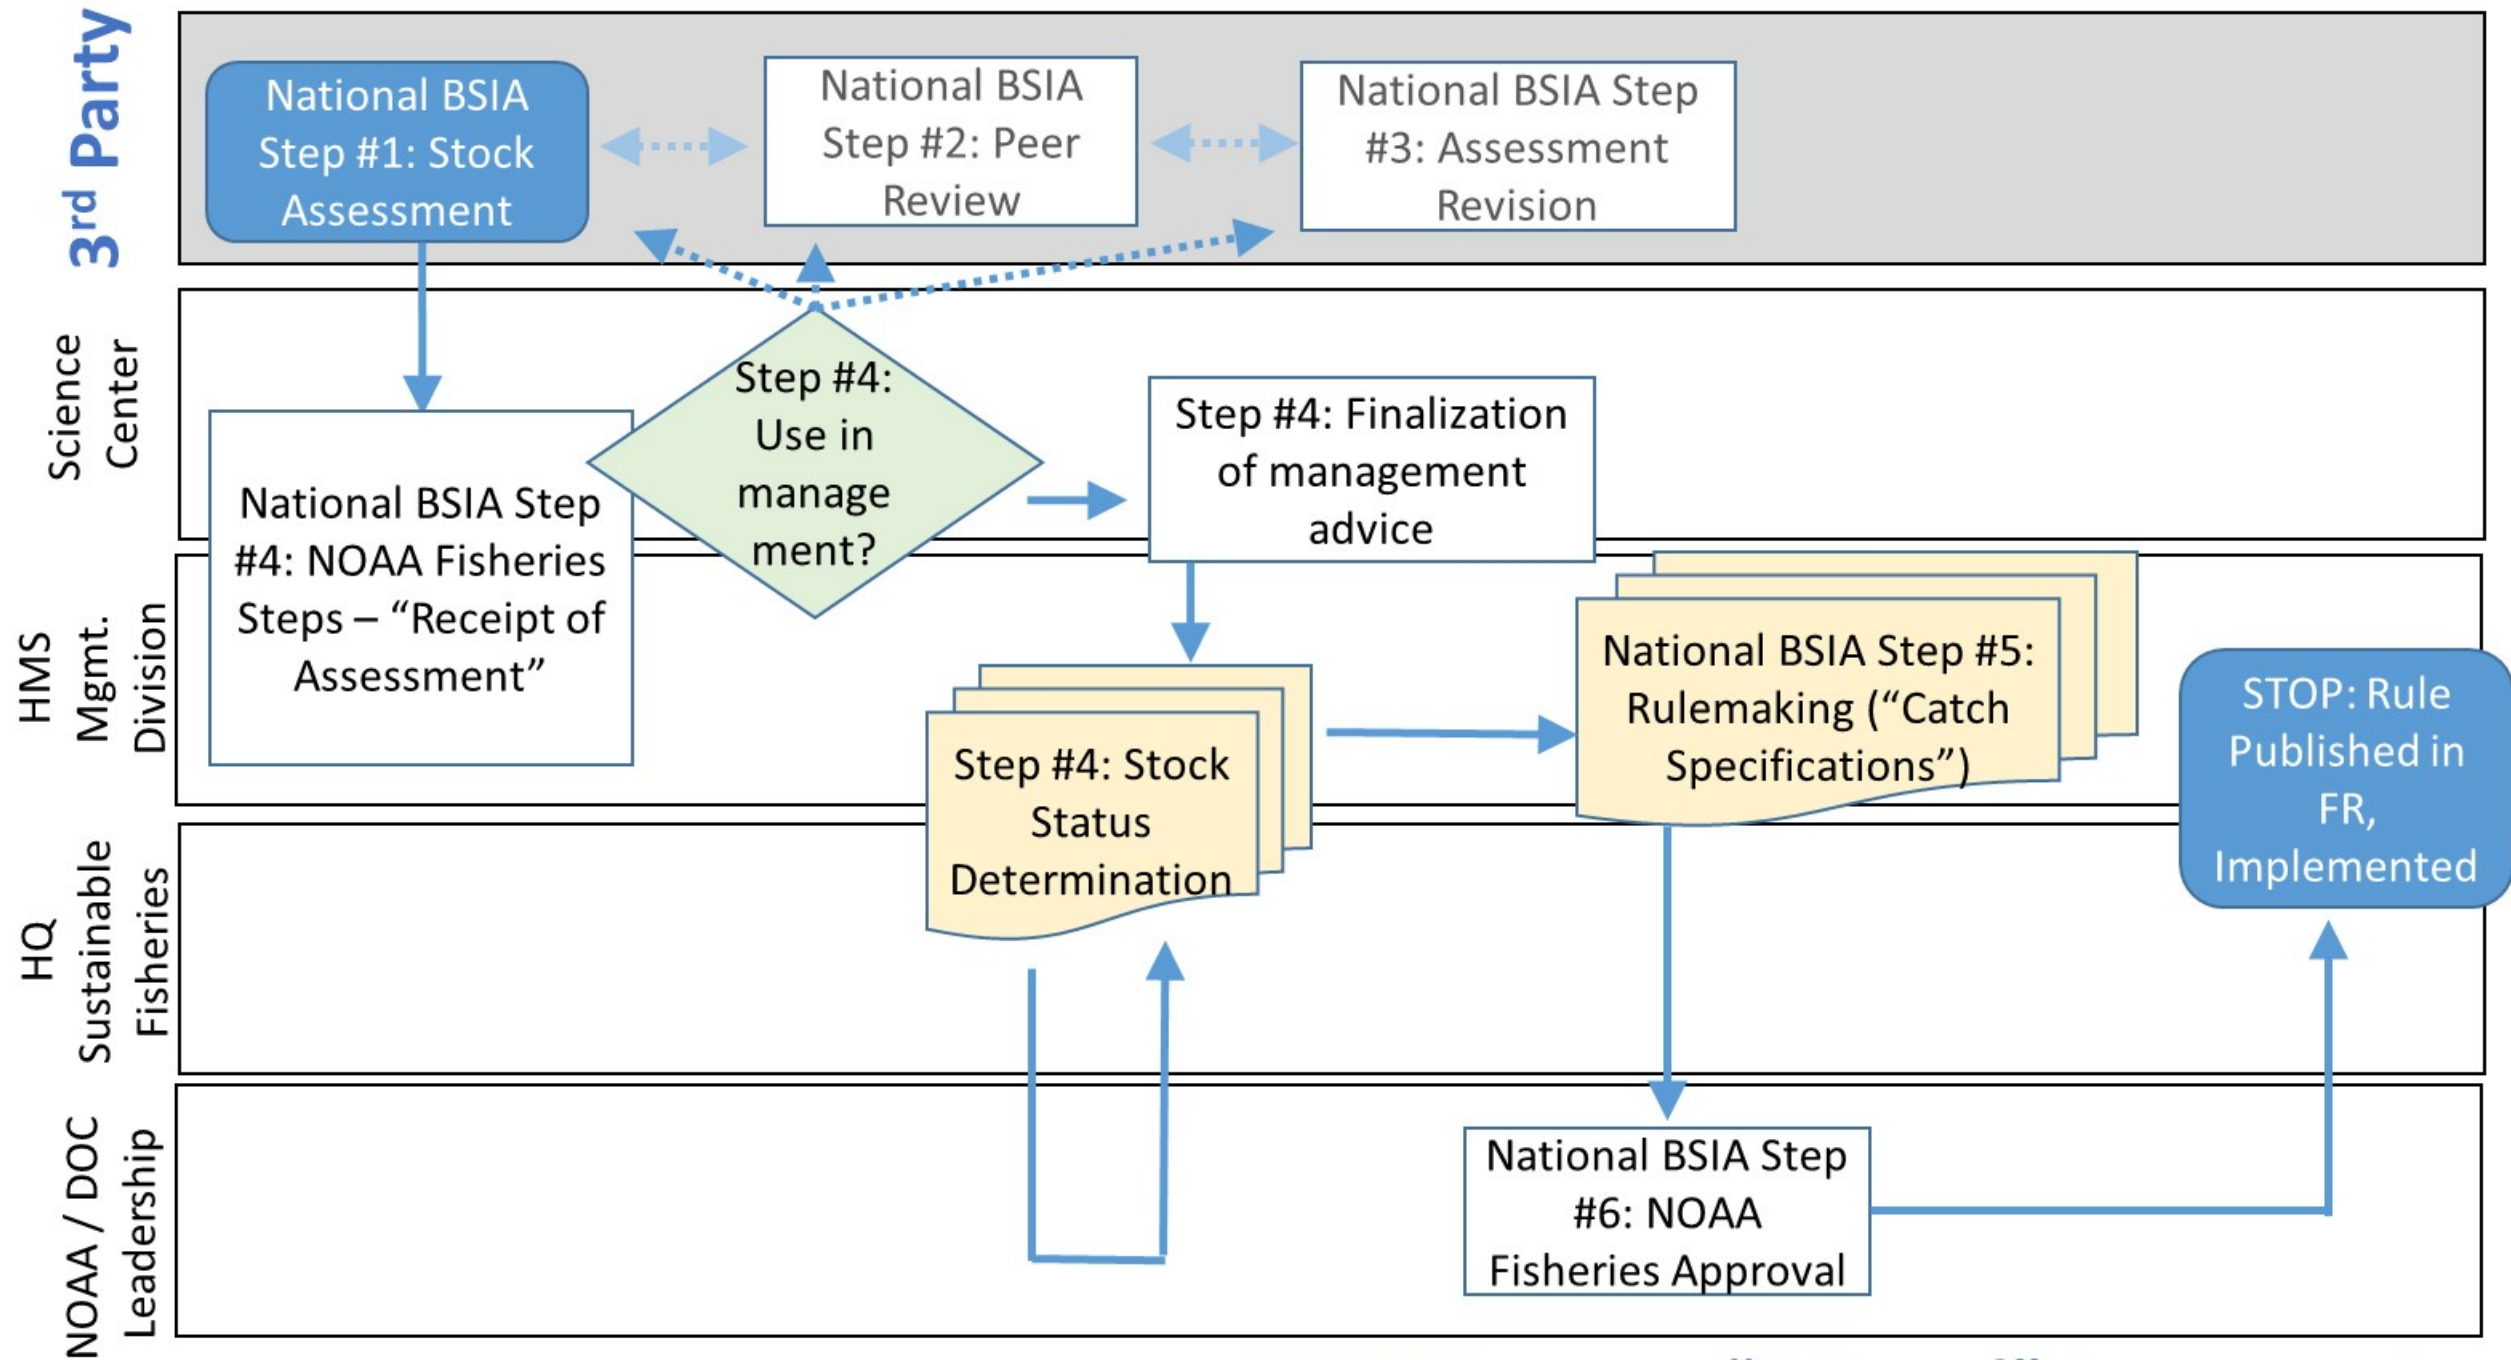 3rd Party
National BSIA
Step #1: Stock
Assessment
National BSIA
Step #2: Peer
Review
National BSIA Step
#3: Assessment
Revision
Science
Center
Step #4:
Use in
manage
ment?
Step #4: Finalization
of management
advice
National BSIA Step
#4: NOAA Fisheries
Steps – “Receipt of
Assessment”
HMS
Mgmt.
Division
Step #4: Stock
Status
Determination
National BSIA Step #5:
Rulemaking (“Catch
Specifications”)
STOP: Rule
Published in
FR,
Implemented
HQ
Sustainable
Fisheries
NOAA / DOC
Leadership
National BSIA Step
#6: NOAA
Fisheries Approval